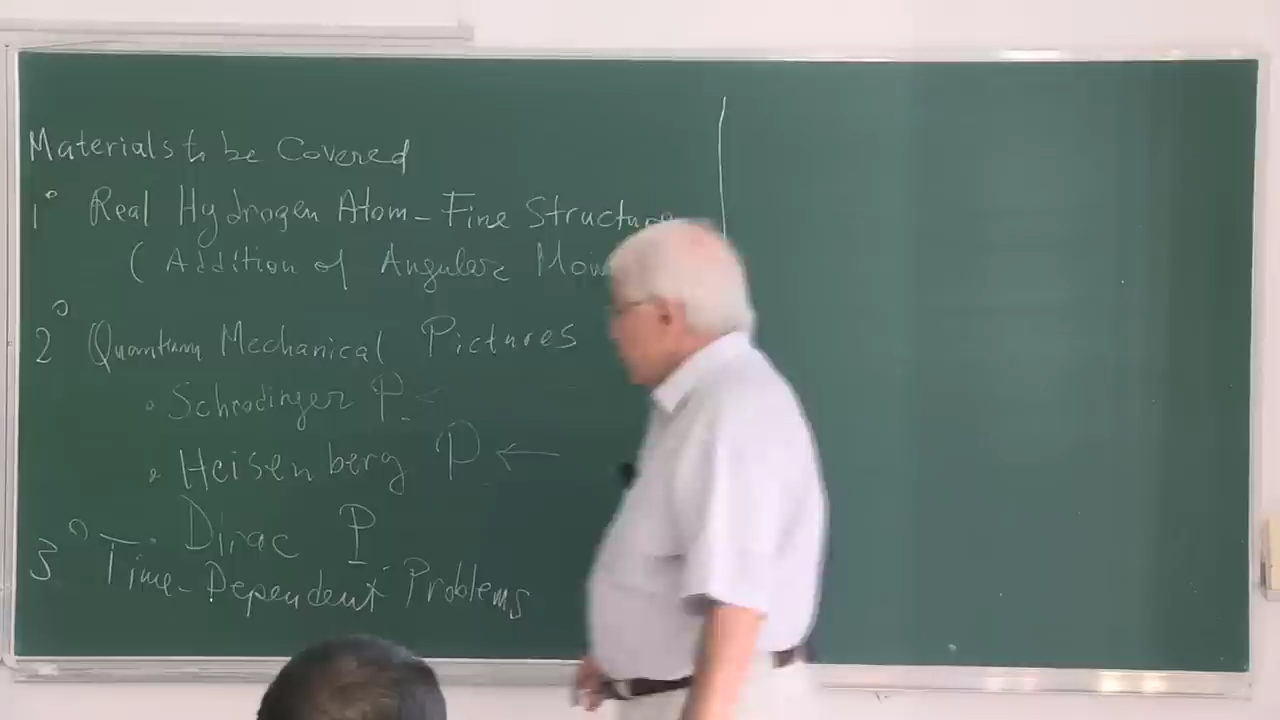 Materials to be Covered
1° Real Hydrogen Atom - Fine Structure
( Addition of Angular
2° Quantum Mechanical Pictures
• Schrodinger P. ←
• Heisenberg P ←
• Dirac P
3° Time-Dependent Problems